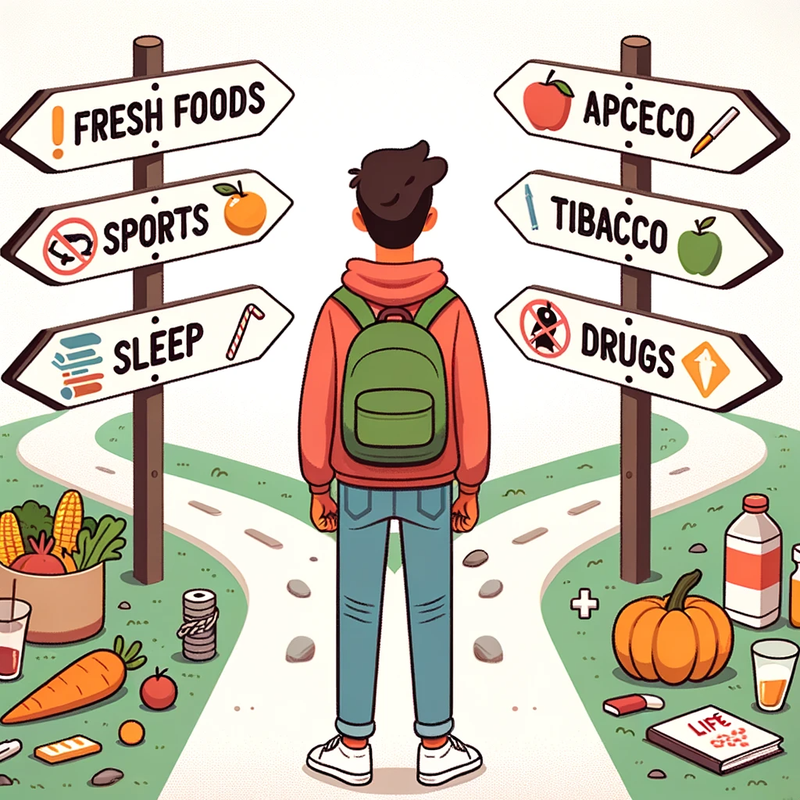 FRESH FOODS
SPORTS
SLEEP
APCECO
TIBACCO
DRUGS
LIFE